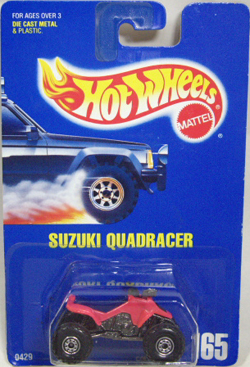 FOR AGES OVER 3
DIE CAST METAL
& PLASTIC
Hot Wheels
MATTEL
SUZUKI QUADRACER
0429
165